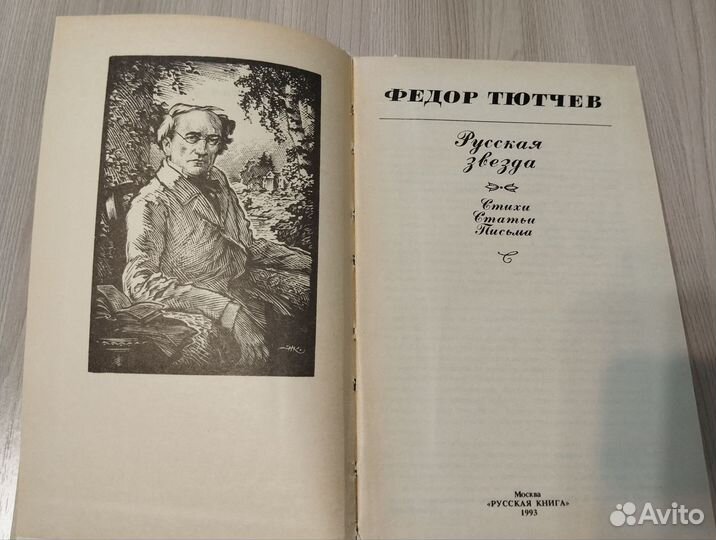 ФЕДОР ТЮТЧЕВ
Русская
звезда
Стихи
Статьи
Письма
Москва
«РУССКАЯ КНИГА»
1993
Avito